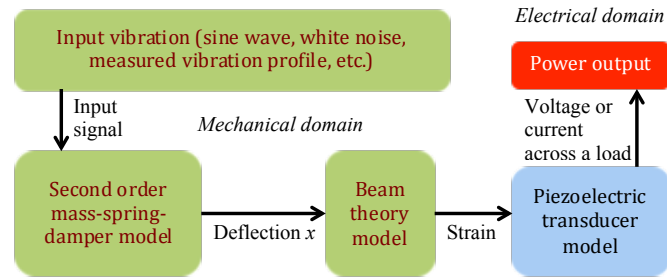 Electrical domain
Input vibration (sine wave, white noise,
measured vibration profile, etc.)
Power output
Input
signal
Mechanical domain
Voltage or
current
across a load
Second order
mass-spring-
damper model
Deflection x
Beam
theory
model
Strain
Piezoelectric
transducer
model